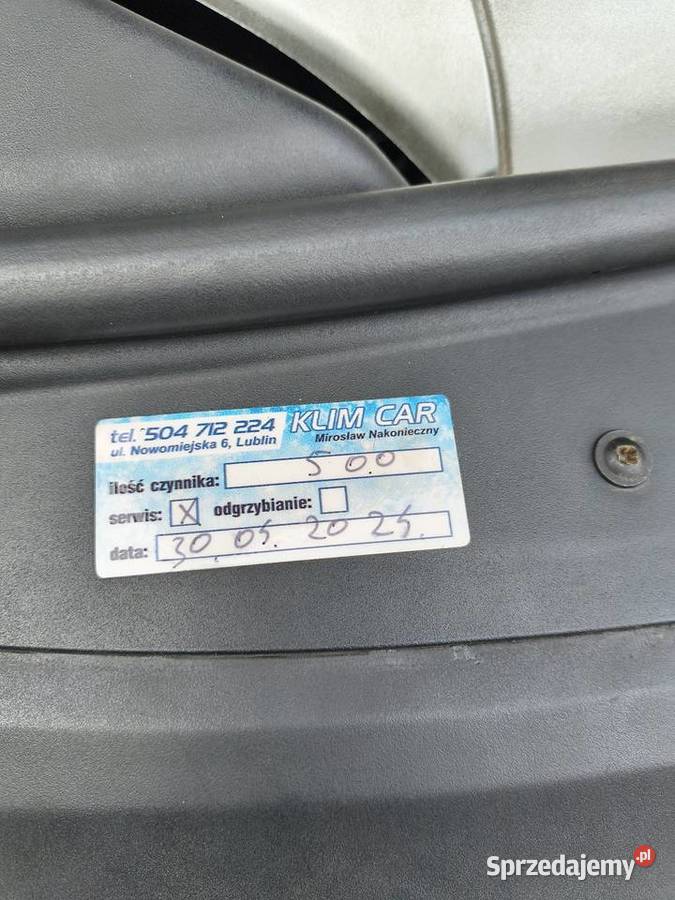 tel. 504 712 224 KLIM CAR
ul. Nowomiejska 6, Lublin Mirosław Nakonieczny
ilość czynnika: 500
serwis: X odgrzybianie:
data: 30.05.2025.
Sprzedajemy.pl